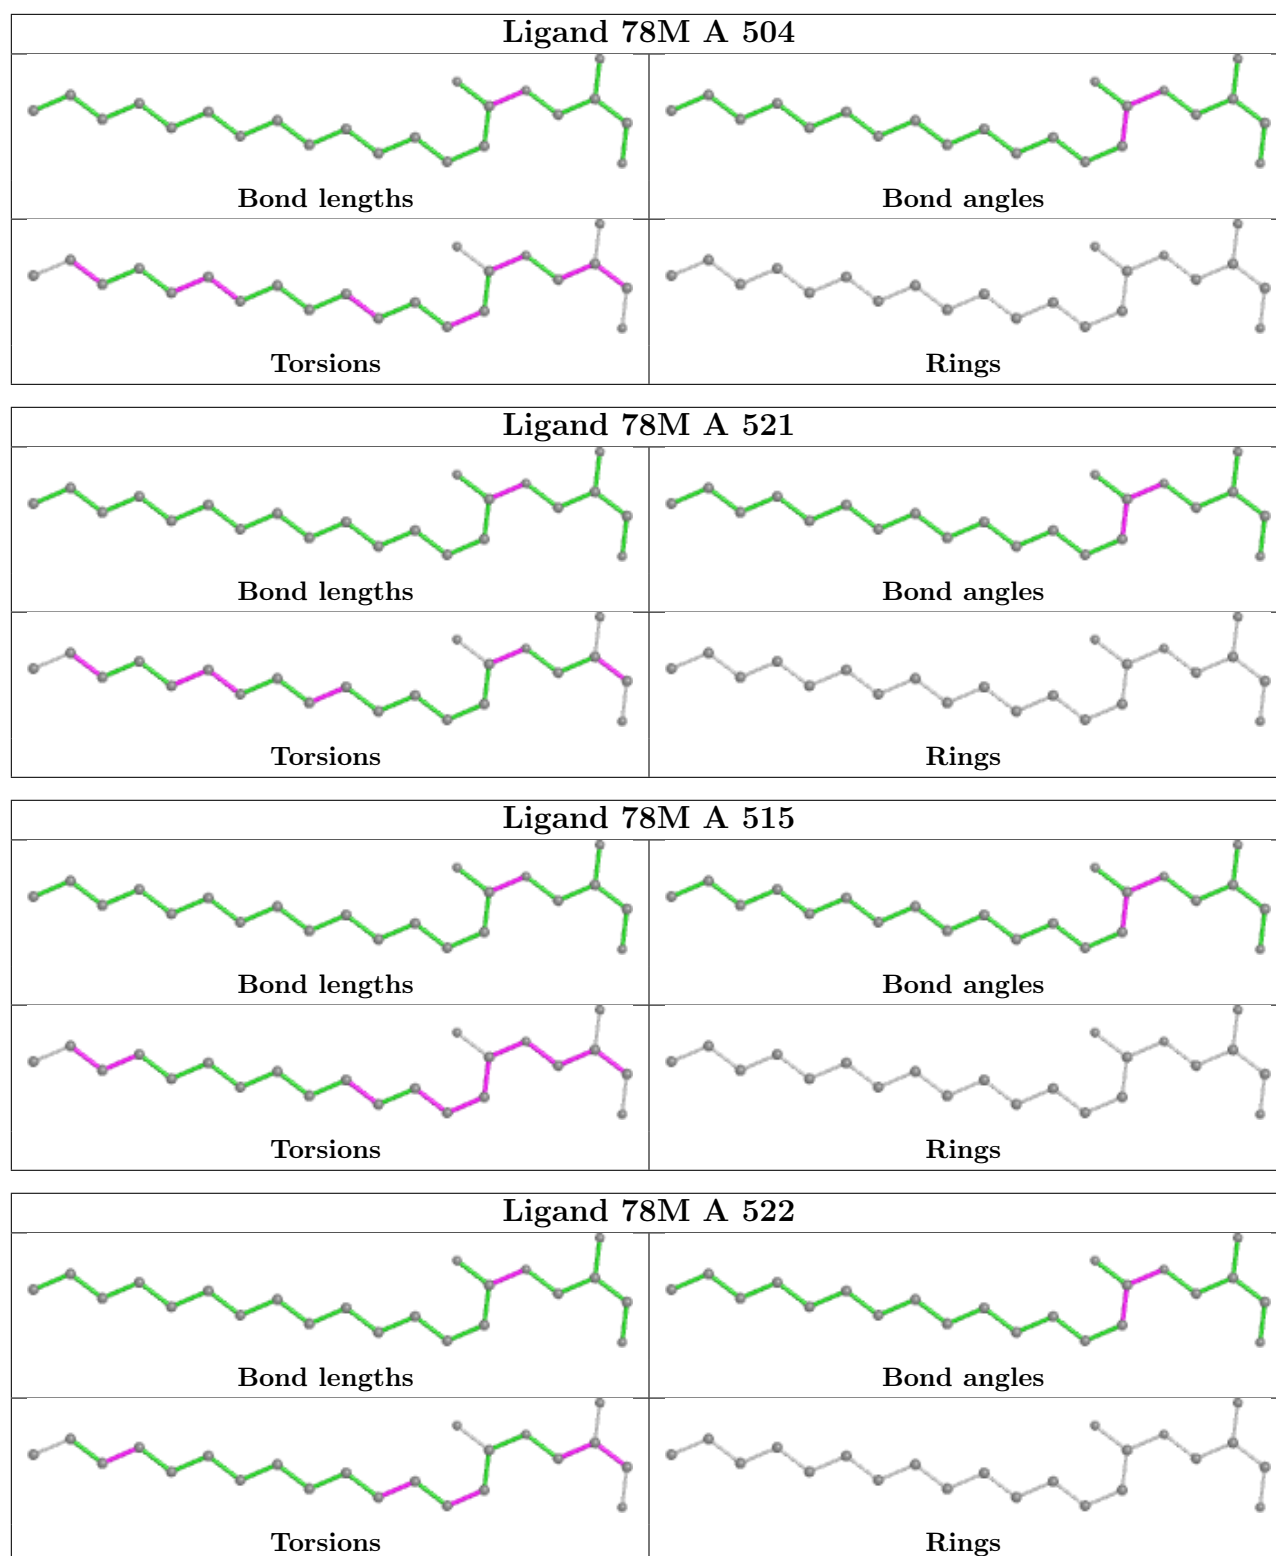 Ligand 78M A 504
Bond lengths
Bond angles
Torsions
Rings
Ligand 78M A 521
Bond lengths
Bond angles
Torsions
Rings
Ligand 78M A 515
Bond lengths
Bond angles
Torsions
Rings
Ligand 78M A 522
Bond lengths
Bond angles
Torsions
Rings